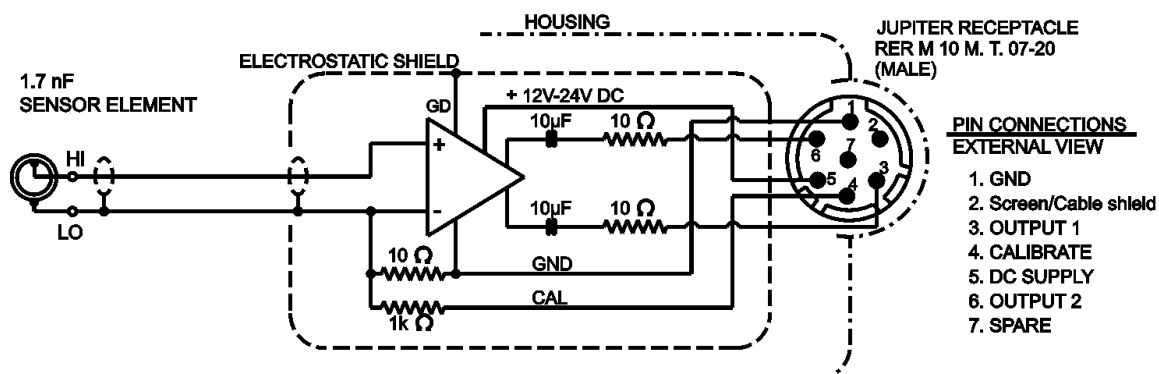 HOUSING
JUPITER RECEPTACLE
RER M 10 M. T. 07-20
(MALE)
ELECTROSTATIC SHIELD
1.7 nF
SENSOR ELEMENT
+ 12V-24V DC
GD
10µF
10 Ω
+
-
HI
LO
10µF
10 Ω
10 Ω
GND
CAL
1k Ω
1
2
3
4
5
6
7
PIN CONNECTIONS
EXTERNAL VIEW
1. GND
2. Screen/Cable shield
3. OUTPUT 1
4. CALIBRATE
5. DC SUPPLY
6. OUTPUT 2
7. SPARE